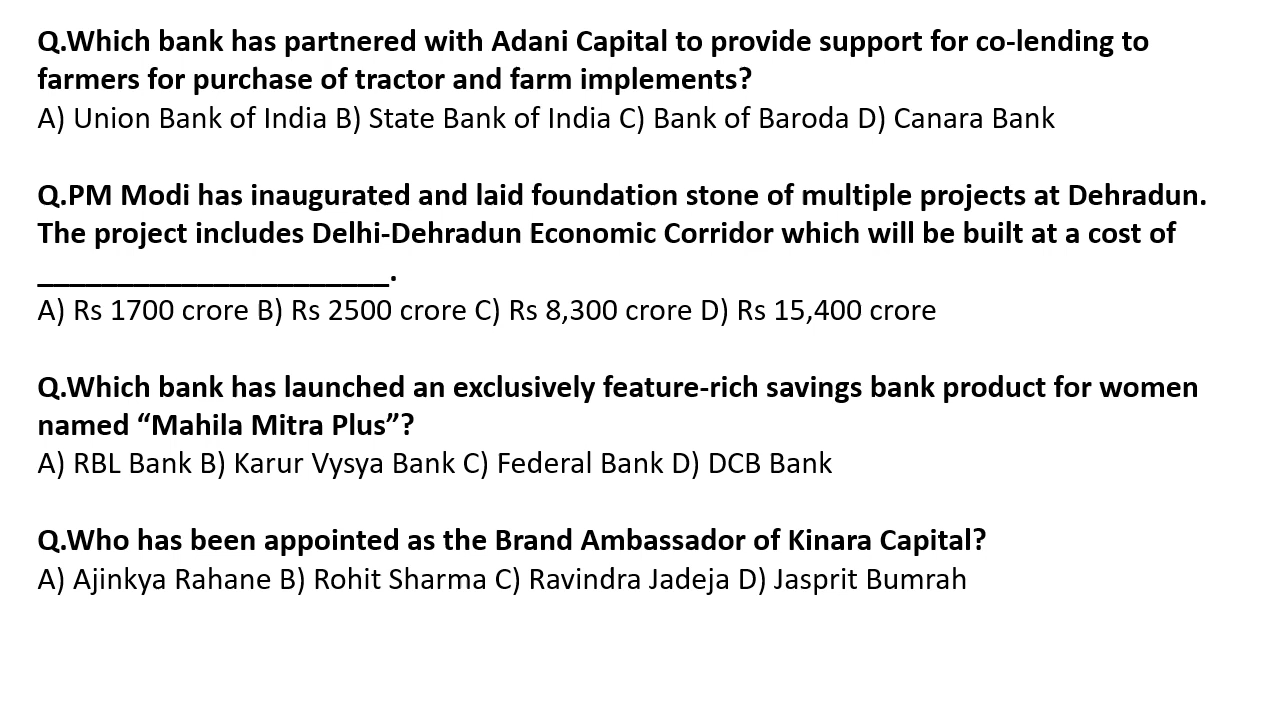 Q.Which bank has partnered with Adani Capital to provide support for co-lending to
farmers for purchase of tractor and farm implements?
A) Union Bank of India B) State Bank of India C) Bank of Baroda D) Canara Bank
Q.PM Modi has inaugurated and laid foundation stone of multiple projects at Dehradun.
The project includes Delhi-Dehradun Economic Corridor which will be built at a cost of
______________________.
A) Rs 1700 crore B) Rs 2500 crore C) Rs 8,300 crore D) Rs 15,400 crore
Q.Which bank has launched an exclusively feature-rich savings bank product for women
named “Mahila Mitra Plus”?
A) RBL Bank B) Karur Vysya Bank C) Federal Bank D) DCB Bank
Q.Who has been appointed as the Brand Ambassador of Kinara Capital?
A) Ajinkya Rahane B) Rohit Sharma C) Ravindra Jadeja D) Jasprit Bumrah